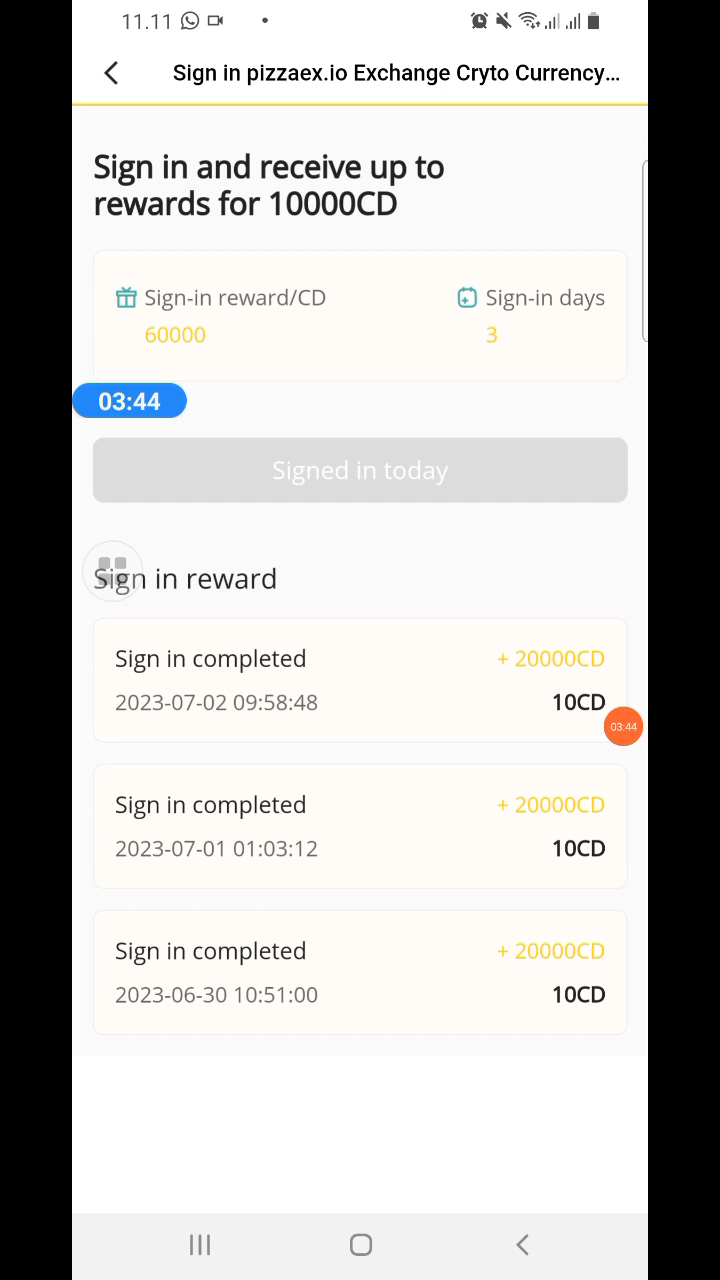 11.11
Sign in pizzaex.io Exchange Cryto Currency...
Sign in and receive up to
rewards for 10000CD
Sign-in reward/CD
Sign-in days
60000
3
03:44
Signed in today
Sign in reward
Sign in completed
+ 20000CD
2023-07-02 09:58:48
10CD
03:44
Sign in completed
+ 20000CD
2023-07-01 01:03:12
10CD
Sign in completed
+ 20000CD
2023-06-30 10:51:00
10CD